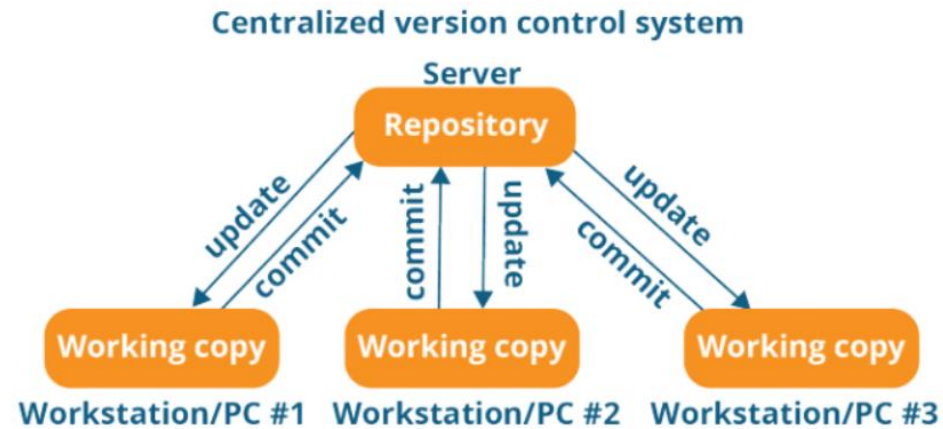 Centralized version control system
Server
Repository
update
commit
commit
update
update
commit
Working copy
Working copy
Working copy
Workstation/PC #1
Workstation/PC #2
Workstation/PC #3